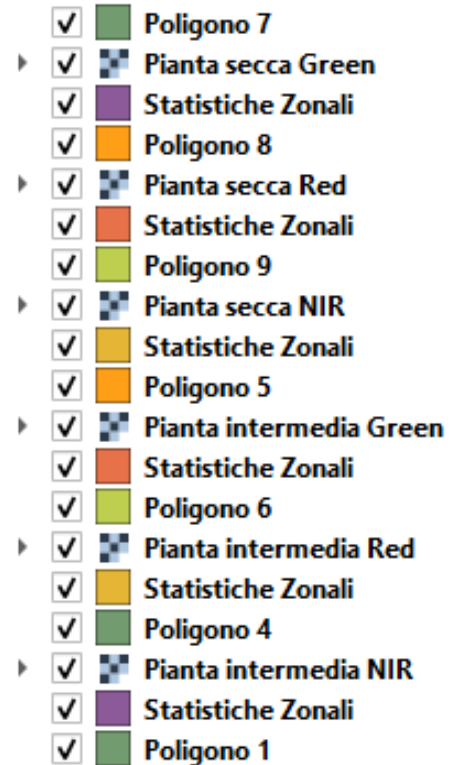 Poligono 7
Pianta secca Green
Statistiche Zonali
Poligono 8
Pianta secca Red
Statistiche Zonali
Poligono 9
Pianta secca NIR
Statistiche Zonali
Poligono 5
Pianta intermedia Green
Statistiche Zonali
Poligono 6
Pianta intermedia Red
Statistiche Zonali
Poligono 4
Pianta intermedia NIR
Statistiche Zonali
Poligono 1